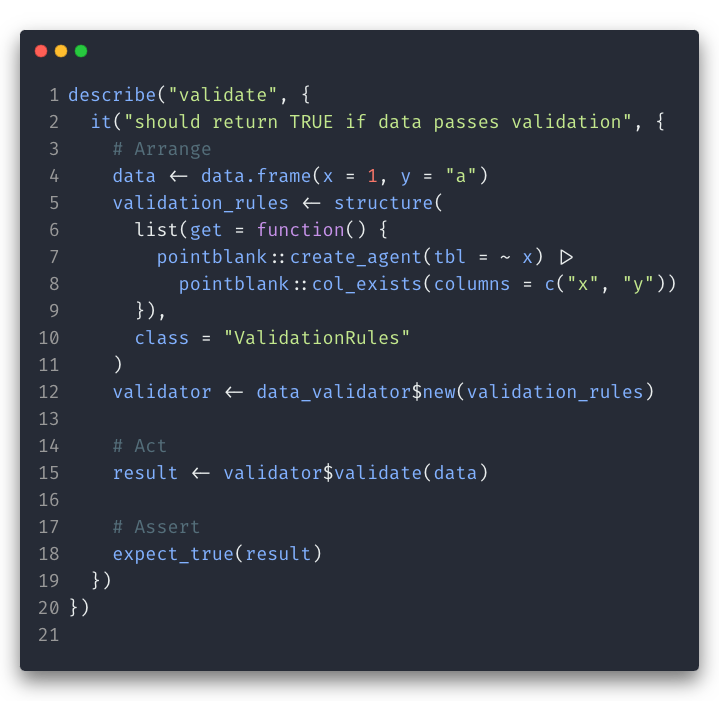 1 describe("validate", {
2   it("should return TRUE if data passes validation", {
3     # Arrange
4     data <- data.frame(x = 1, y = "a")
5     validation_rules <- structure(
6       list(get = function() {
7         pointblank::create_agent(tbl = ~ x) |>
8           pointblank::col_exists(columns = c("x", "y"))
9       }),
10       class = "ValidationRules"
11     )
12     validator <- data_validator$new(validation_rules)
13
14     # Act
15     result <- validator$validate(data)
16
17     # Assert
18     expect_true(result)
19   })
20 })
21